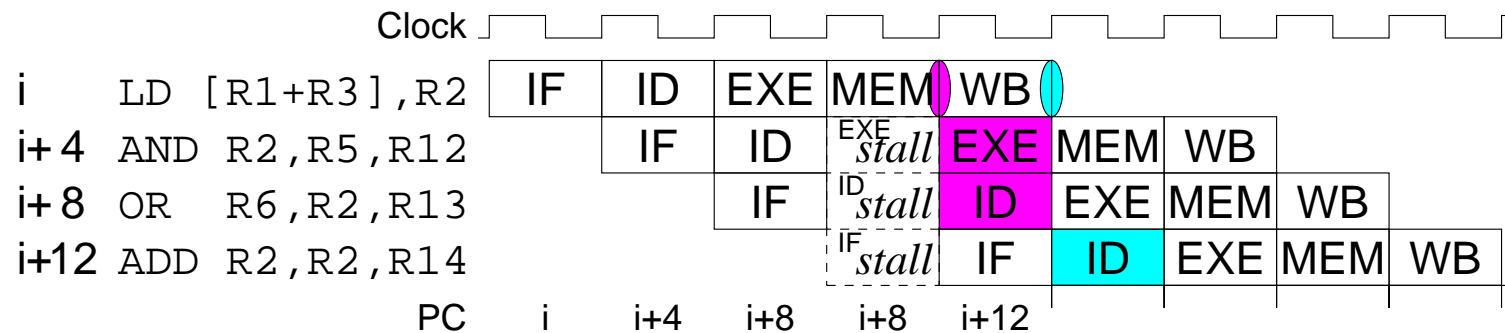 Clock
i LD [R1+R3],R2 IF ID EXE MEM WB
i+4 AND R2,R5,R12 IF ID EXE stall EXE MEM WB
i+8 OR R6,R2,R13 IF ID stall ID EXE MEM WB
i+12 ADD R2,R2,R14 IF stall IF ID EXE MEM WB
PC i i+4 i+8 i+8 i+12